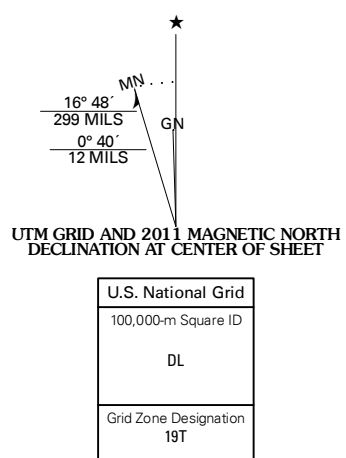 ★
MN
16° 48´
299 MILS
GN
0° 40´
12 MILS
UTM GRID AND 2011 MAGNETIC NORTH
DECLINATION AT CENTER OF SHEET
U.S. National Grid
100,000-m Square ID
DL
Grid Zone Designation
19T